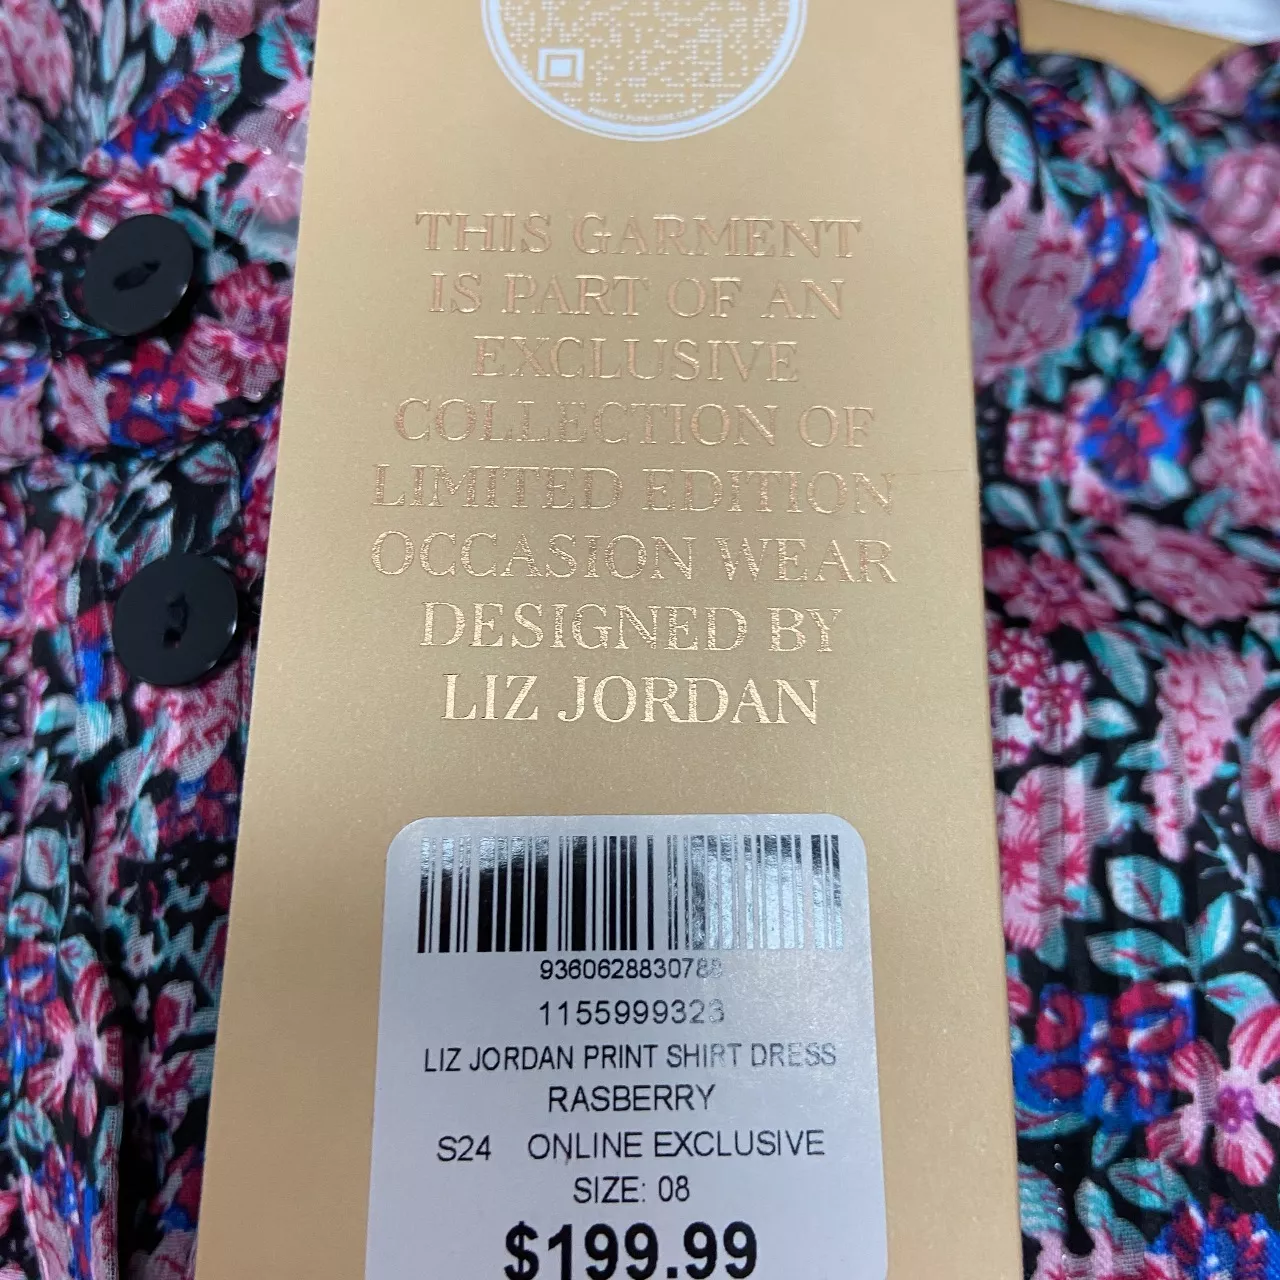 THIS GARMENT
IS PART OF AN
EXCLUSIVE
COLLECTION OF
LIMITED EDITION
OCCASION WEAR
DESIGNED BY
LIZ JORDAN
1155999323
LIZ JORDAN PRINT SHIRT DRESS
RASBERRY
S24 ONLINE EXCLUSIVE
SIZE: 08
$199.99